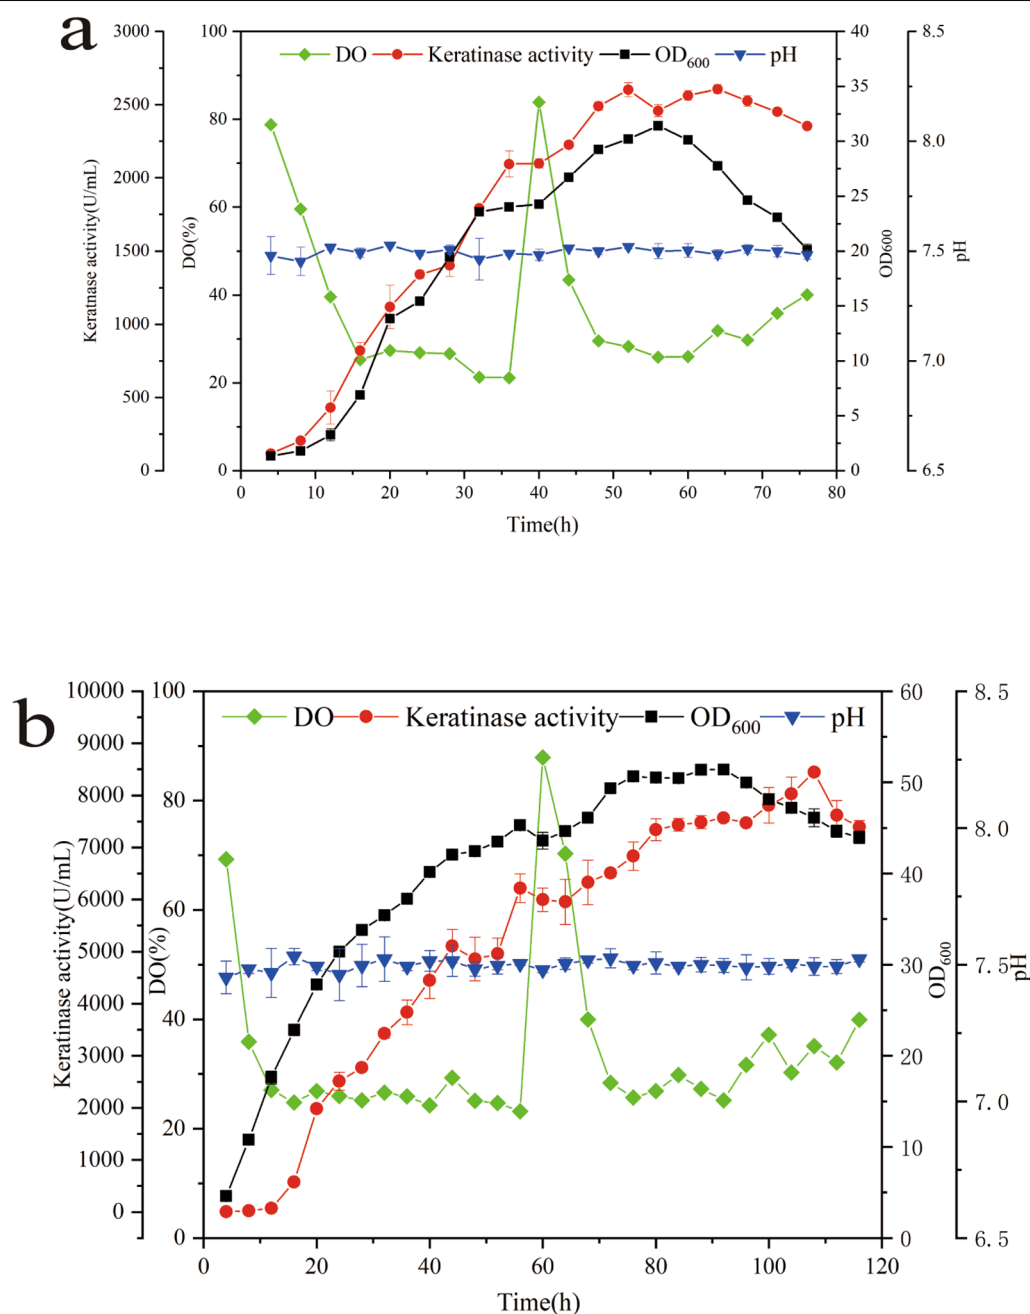 a
3000
2500
2000
1500
1000
500
0
Keratnase activity(U/mL)
100
80
60
40
20
0
DO(%)
DO
Keratinase activity
OD600
pH
40
35
30
25
20
15
10
5
0
OD600
8.5
8.0
7.5
7.0
6.5
pH
0 10 20 30 40 50 60 70 80
Time(h)
b
10000
9000
8000
7000
6000
5000
4000
3000
2000
1000
0
Keratinase activity(U/mL)
100
80
60
40
20
0
DO(%)
DO
Keratinase activity
OD600
pH
60
50
40
30
20
10
0
OD600
8.5
8.0
7.5
7.0
6.5
pH
0 20 40 60 80 100 120
Time(h)